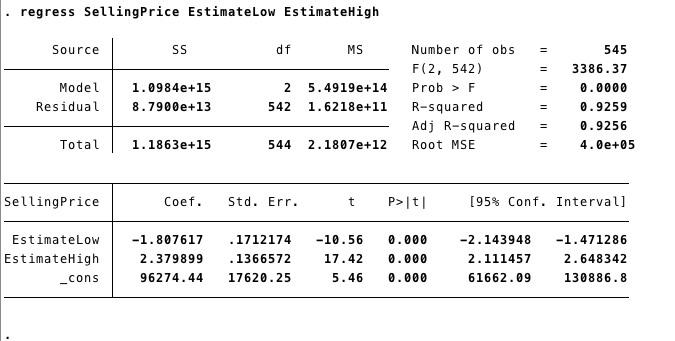 . regress SellingPrice EstimateLow EstimateHigh
Source SS df MS Number of obs = 545
F(2, 542) = 3386.37
Model 1.0984e+15 2 5.4919e+14 Prob > F = 0.0000
Residual 8.7900e+13 542 1.6218e+11 R-squared = 0.9259
Adj R-squared = 0.9256
Total 1.1863e+15 544 2.1807e+12 Root MSE = 4.0e+05
SellingPrice Coef. Std. Err. t P>|t| [95% Conf. Interval]
EstimateLow -1.807617 .1712174 -10.56 0.000 -2.143948 -1.471286
EstimateHigh 2.379899 .1366572 17.42 0.000 2.111457 2.648342
_cons 96274.44 17620.25 5.46 0.000 61662.09 130886.8
.